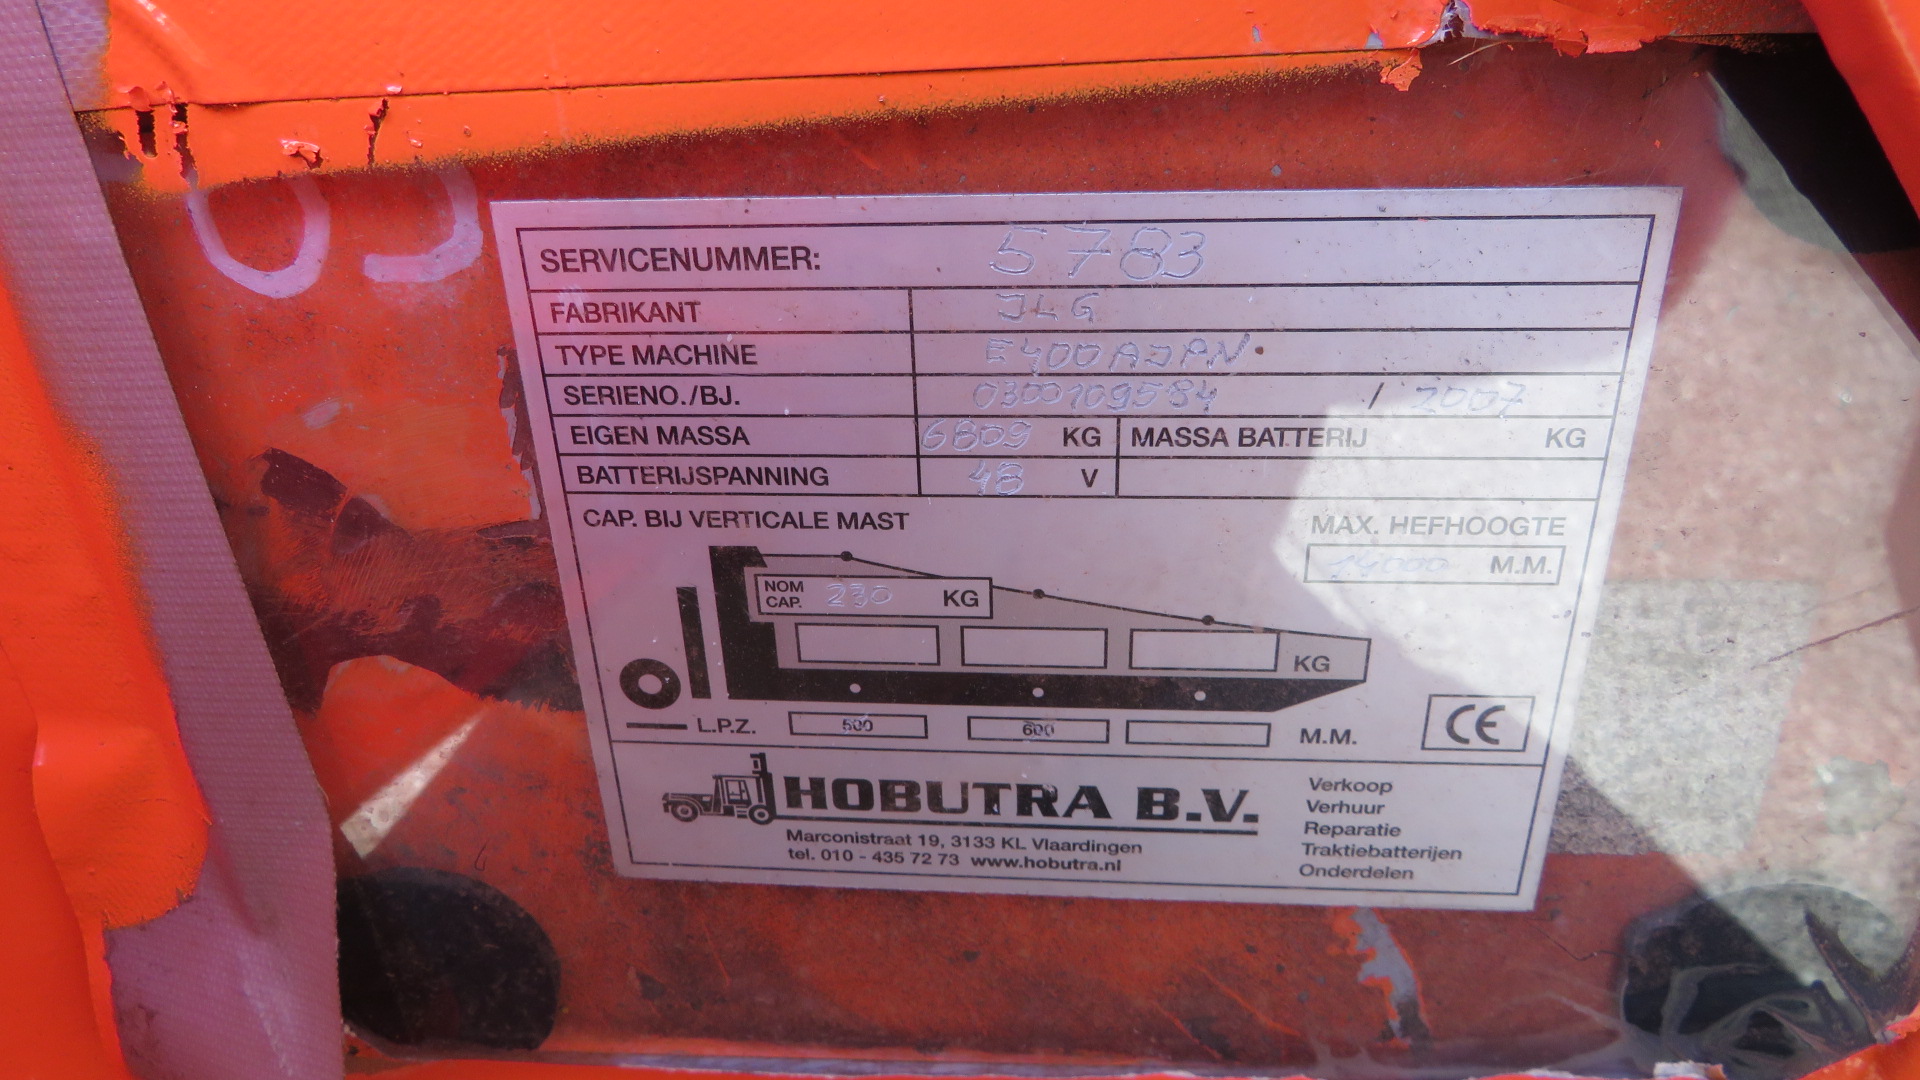 SERVICENUMMER: 5783
FABRIKANT JLG
TYPE MACHINE E400AJPN
SERIENO./BJ. 0300109584 / 2007
EIGEN MASSA 6809 KG MASSA BATTERIJ KG
BATTERIJSPANNING 48 V
CAP. BIJ VERTICALE MAST
MAX. HEFHOOGTE
14000 M.M.
NOM CAP. 230 KG
KG
L.P.Z. 500 600 M.M.
CE
HOBUTRA B.V.
Marconistraat 19, 3133 KL Vlaardingen
tel. 010 - 435 72 73 www.hobutra.nl
Verkoop
Verhuur
Reparatie
Traktiebatterijen
Onderdelen